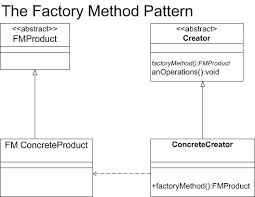 The Factory Method Pattern
<<abstract>>
FMProduct
<<abstract>>
Creator
factoryMethod():FMProduct
anOperations():void
FM ConcreteProduct
ConcreteCreator
+factoryMethod():FMProduct